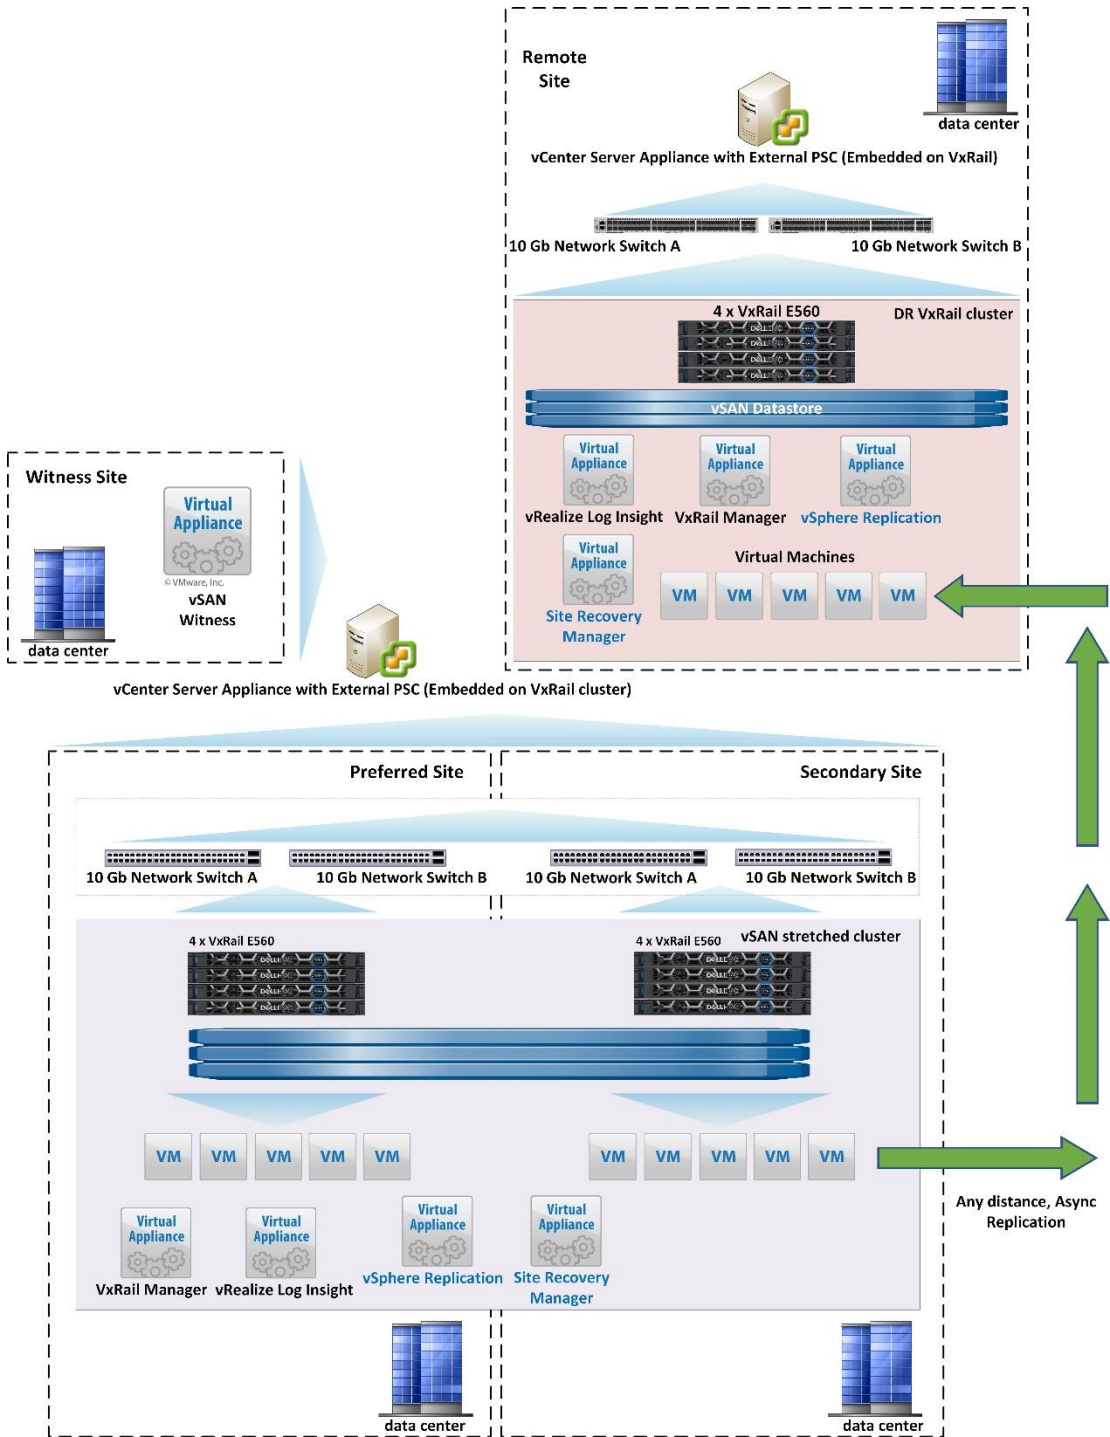 Remote
Site
data center
vCenter Server Appliance with External PSC (Embedded on VxRail)
10 Gb Network Switch A
10 Gb Network Switch B
4 x VxRail E560
DR VxRail cluster
vSAN Datastore
Virtual
Appliance
vRealize Log Insight
Virtual
Appliance
VxRail Manager
Virtual
Appliance
vSphere Replication
Virtual
Appliance
Site Recovery
Manager
Virtual Machines
VM
VM
VM
VM
VM
Witness Site
Virtual
Appliance
© VMware, Inc.
vSAN
Witness
data center
vCenter Server Appliance with External PSC (Embedded on VxRail cluster)
Preferred Site
Secondary Site
10 Gb Network Switch A
10 Gb Network Switch B
10 Gb Network Switch A
10 Gb Network Switch B
4 x VxRail E560
4 x VxRail E560
vSAN stretched cluster
VM
VM
VM
VM
VM
VM
VM
VM
VM
VM
Any distance, Async
Replication
Virtual
Appliance
VxRail Manager
Virtual
Appliance
vRealize Log Insight
Virtual
Appliance
vSphere Replication
Virtual
Appliance
Site Recovery
Manager
data center
data center